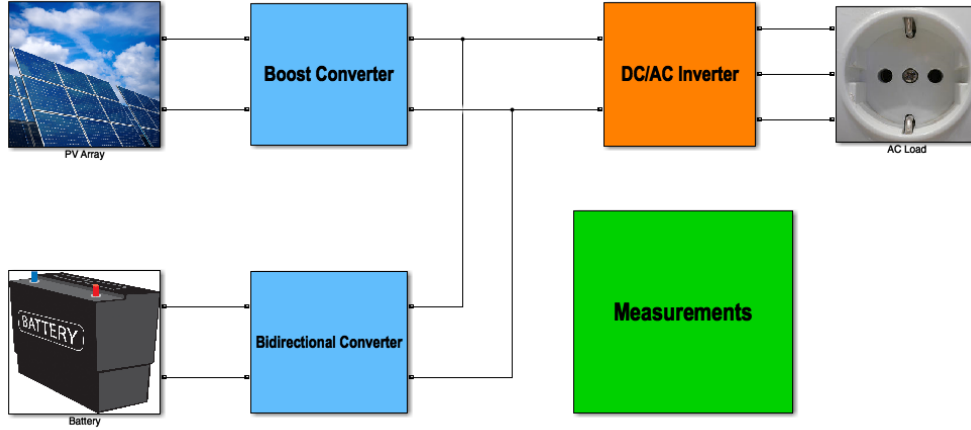 Boost Converter
DC/AC Inverter
PV Array
AC Load
BATTERY
Bidirectional Converter
Measurements
Battery